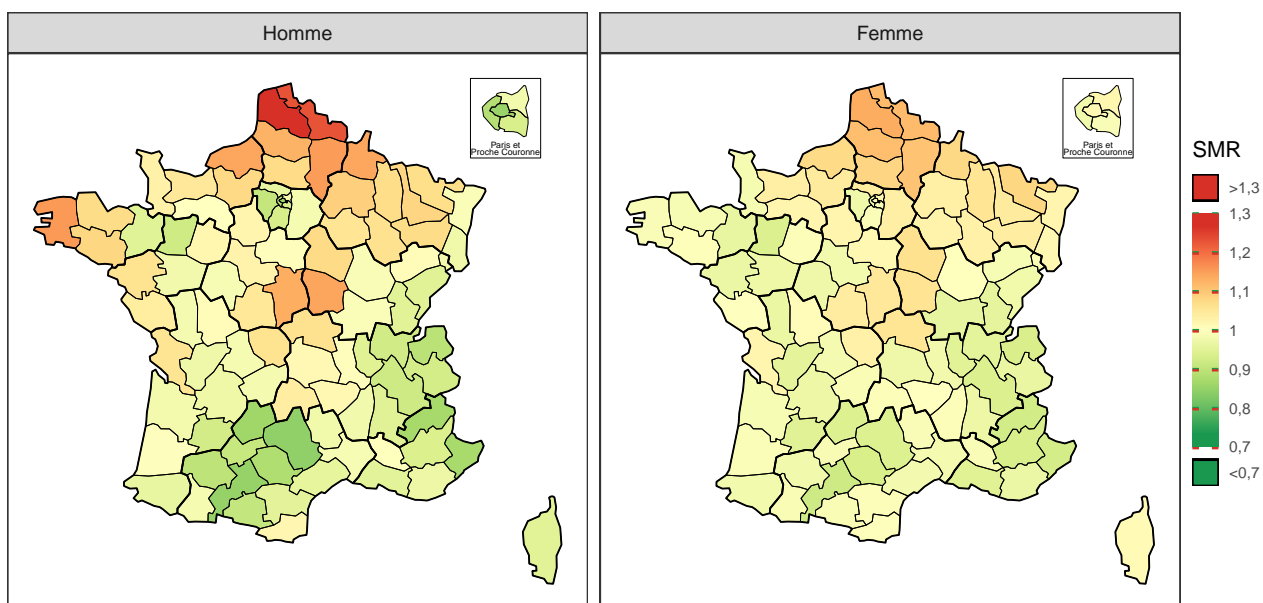 Homme
Femme
Paris et
Proche Couronne
Paris et
Proche Couronne
SMR
>1,3
1,3
1,2
1,1
1
0,9
0,8
0,7
<0,7